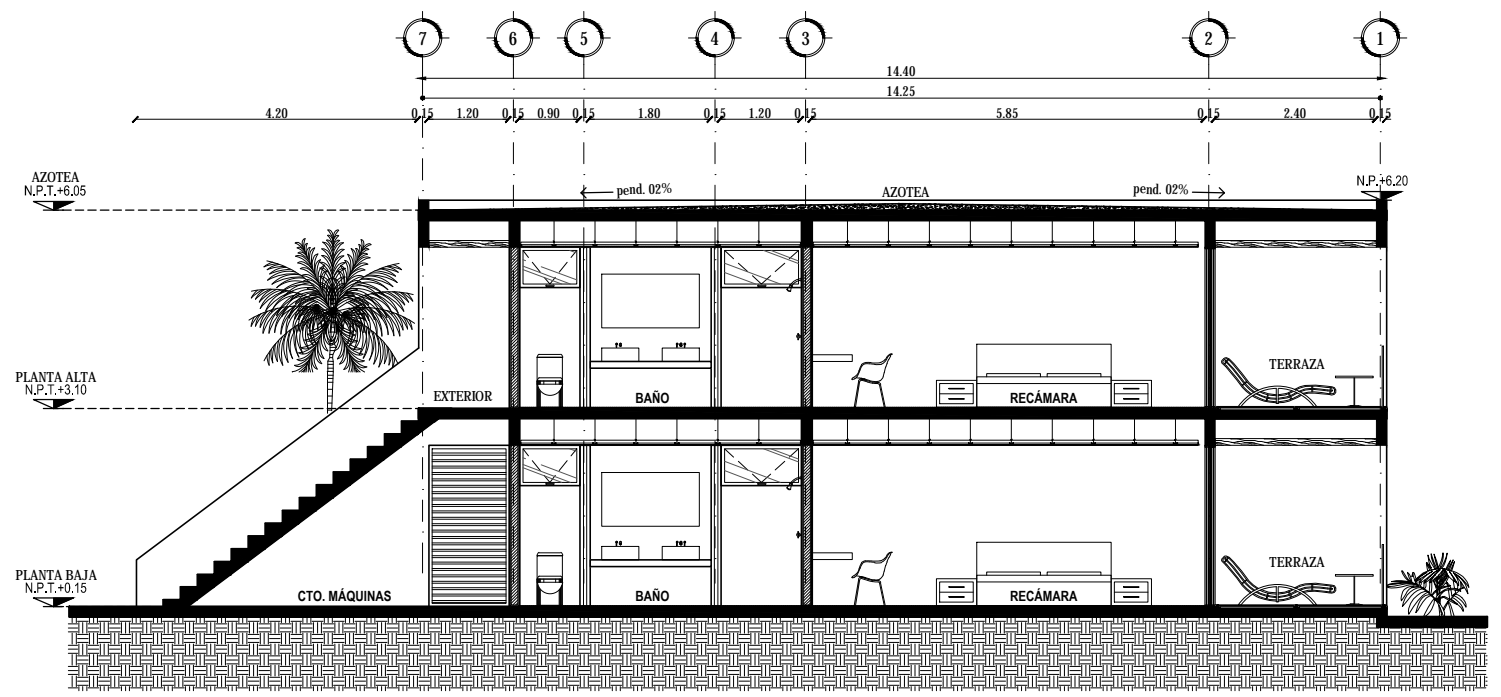 7 6 5 4 3 2 1
14.40
14.25
4.20 0.15 1.20 0.15 0.90 0.15 1.80 0.15 1.20 0.15 5.85 0.15 2.40 0.15
AZOTEA
N.P.T.+6.05
pend. 02%
AZOTEA
pend. 02%
N.P.+6.20
PLANTA ALTA
N.P.T.+3.10
EXTERIOR
BAÑO
RECÁMARA
TERRAZA
PLANTA BAJA
N.P.T.+0.15
CTO. MÁQUINAS
BAÑO
RECÁMARA
TERRAZA